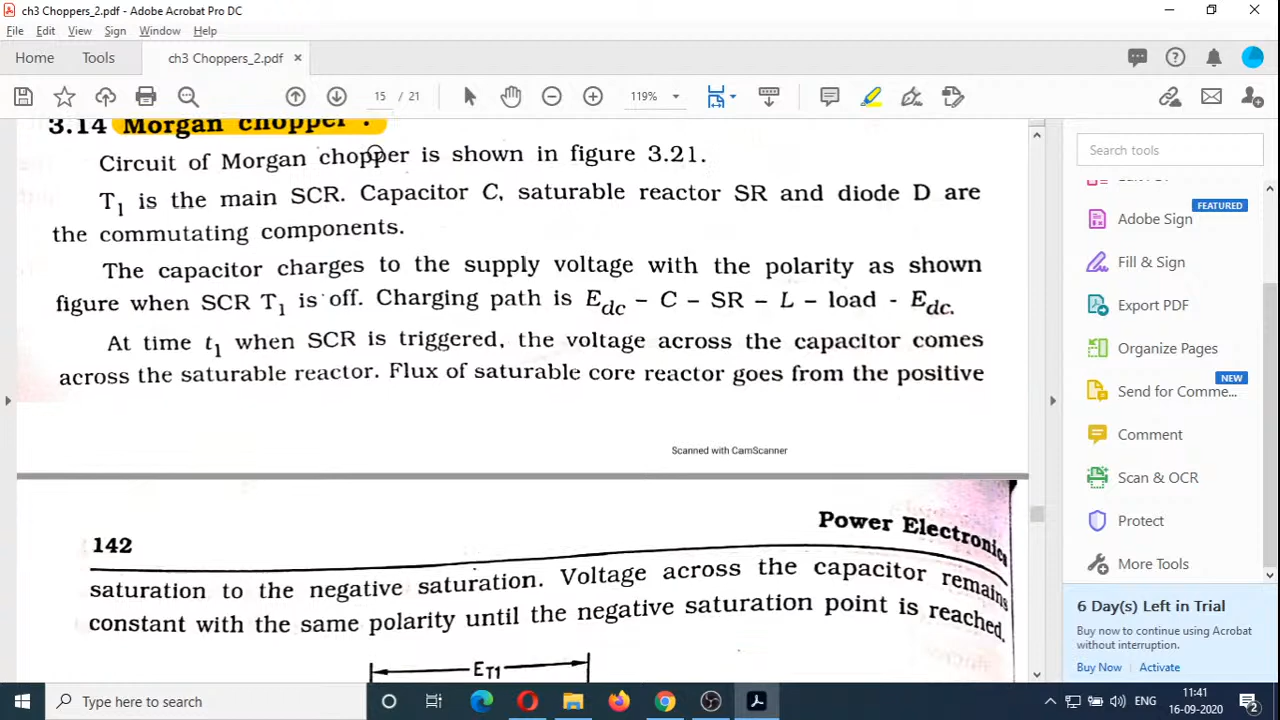 ch3 Choppers_2.pdf - Adobe Acrobat Pro DC
File Edit View Window Sign Help
Home Tools ch3 Choppers_2.pdf ×
15 / 21 119%
3.14 Morgan chopper :
Circuit of Morgan chopper is shown in figure 3.21.
T1 is the main SCR. Capacitor C, saturable reactor SR and diode D are
the commutating components.
The capacitor charges to the supply voltage with the polarity as shown
figure when SCR T1 is off. Charging path is Edc – C – SR – L – load - Edc.
At time t1 when SCR is triggered, the voltage across the capacitor comes
across the saturable reactor. Flux of saturable core reactor goes from the positive
Scanned with CamScanner
Power Electronics
142
saturation to the negative saturation. Voltage across the capacitor remains
constant with the same polarity until the negative saturation point is reached.
ET1
Search tools
Adobe Sign
FEATURED
Fill & Sign
Export PDF
Organize Pages
Send for Comme...
NEW
Comment
Scan & OCR
Protect
More Tools
6 Day(s) Left in Trial
Buy now to continue using Acrobat
without interruption.
Buy Now Activate
Type here to search
ENG
11:41
16-09-2020
2